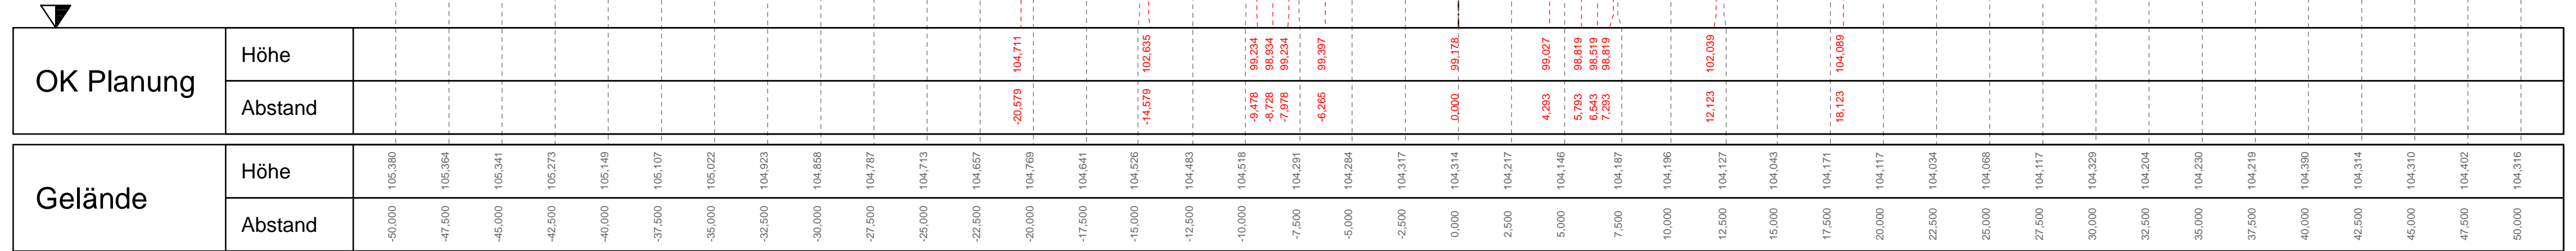 OK Planung
Höhe
104,711 102,635 99,234 98,934 99,234 99,397 99,178 99,027 98,819 98,519 98,819 102,039 104,089
Abstand
-20,579 -14,579 -9,478 -8,728 -7,978 -6,265 0,000 4,293 5,793 6,543 7,293 12,123 18,123
Gelände
Höhe
105,380 105,364 105,341 105,273 105,149 105,107 105,022 104,923 104,858 104,787 104,713 104,657 104,769 104,641 104,526 104,483 104,518 104,291 104,284 104,317 104,314 104,217 104,146 104,187 104,196 104,127 104,043 104,171 104,117 104,034 104,068 104,117 104,329 104,204 104,230 104,219 104,390 104,314 104,310 104,402 104,316
Abstand
-50,000 -47,500 -45,000 -42,500 -40,000 -37,500 -35,000 -32,500 -30,000 -27,500 -25,000 -22,500 -20,000 -17,500 -15,000 -12,500 -10,000 -7,500 -5,000 -2,500 0,000 2,500 5,000 7,500 10,000 12,500 15,000 17,500 20,000 22,500 25,000 27,500 30,000 32,500 35,000 37,500 40,000 42,500 45,000 47,500 50,000